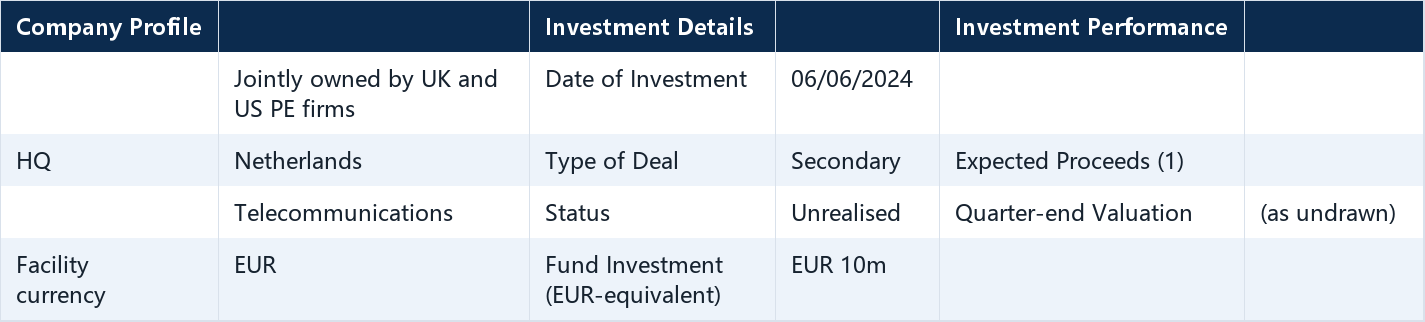 Company Profile Investment Details Investment Performance
Jointly owned by UK and US PE firms Date of Investment 06/06/2024
HQ Netherlands Type of Deal Secondary Expected Proceeds (1)
Telecommunications Status Unrealised Quarter-end Valuation (as undrawn)
Facility currency EUR Fund Investment (EUR-equivalent) EUR 10m